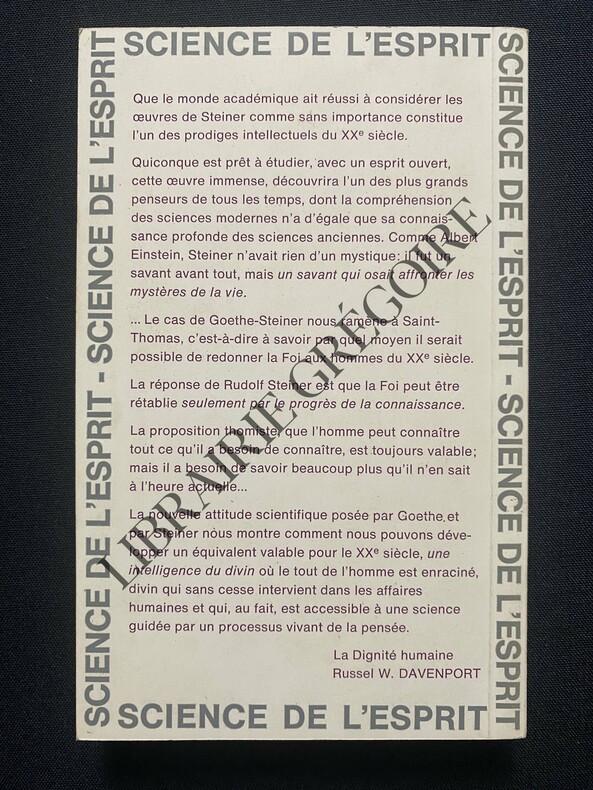 SCIENCE DE L'ESPRIT
SCIENCE DE L'ESPRIT - SCIENCE DE L'ESPRIT
SCIENCE DE L'ESPRIT - SCIENCE DE L'ESPRIT
Que le monde académique ait réussi à considérer les
œuvres de Steiner comme sans importance constitue
l'un des prodiges intellectuels du XXe siècle.
Quiconque est prêt à étudier, avec un esprit ouvert,
cette œuvre immense, découvrira l'un des plus grands
penseurs de tous les temps, dont la compréhension
des sciences modernes n'a d'égale que sa connais-
sance profonde des sciences anciennes. Comme Albert
Einstein, Steiner n'avait rien d'un mystique: il fut un
savant avant tout, mais un savant qui osait affronter les
mystères de la vie.
... Le cas de Goethe-Steiner nous ramène à Saint-
Thomas, c'est-à-dire à savoir par quel moyen il serait
possible de redonner la Foi aux hommes du XXe siècle.
La réponse de Rudolf Steiner est que la Foi peut être
rétablie seulement par le progrès de la connaissance.
La proposition thomiste, que l'homme peut connaître
tout ce qu'il a besoin de connaître, est toujours valable;
mais il a besoin de savoir beaucoup plus qu'il n'en sait
à l'heure actuelle...
La nouvelle attitude scientifique posée par Goethe et
par Steiner nous montre comment nous pouvons déve-
lopper un équivalent valable pour le XXe siècle, une
intelligence du divin où le tout de l'homme est enraciné,
divin qui sans cesse intervient dans les affaires
humaines et qui, au fait, est accessible à une science
guidée par un processus vivant de la pensée.
La Dignité humaine
Russel W. DAVENPORT
SCIENCE DE L'ESPRIT
LIBRAIRIE GRÉGOIRE